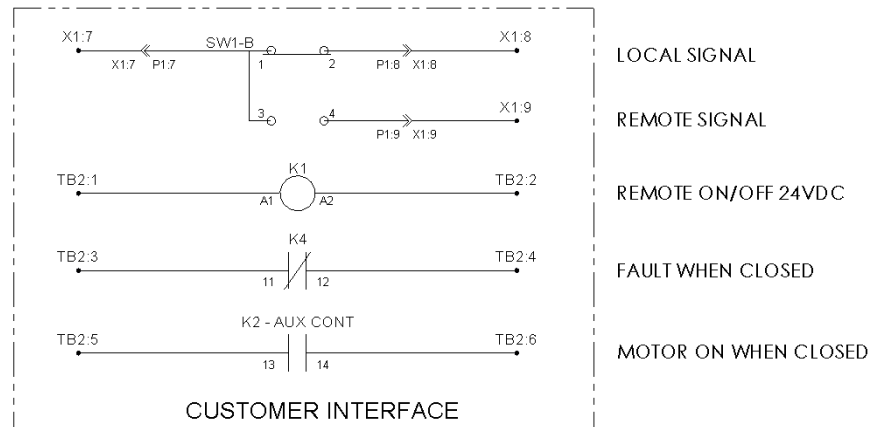 X1:7 SW1-B X1:8
X1:7 P1:7 1 2 P1:8 X1:8 LOCAL SIGNAL
3 4 X1:9
P1:9 X1:9 REMOTE SIGNAL
TB2:1 K1 TB2:2
A1 A2 REMOTE ON/OFF 24VDC
TB2:3 K4 TB2:4
11 12 FAULT WHEN CLOSED
K2 - AUX CONT
TB2:5 TB2:6
13 14 MOTOR ON WHEN CLOSED
CUSTOMER INTERFACE